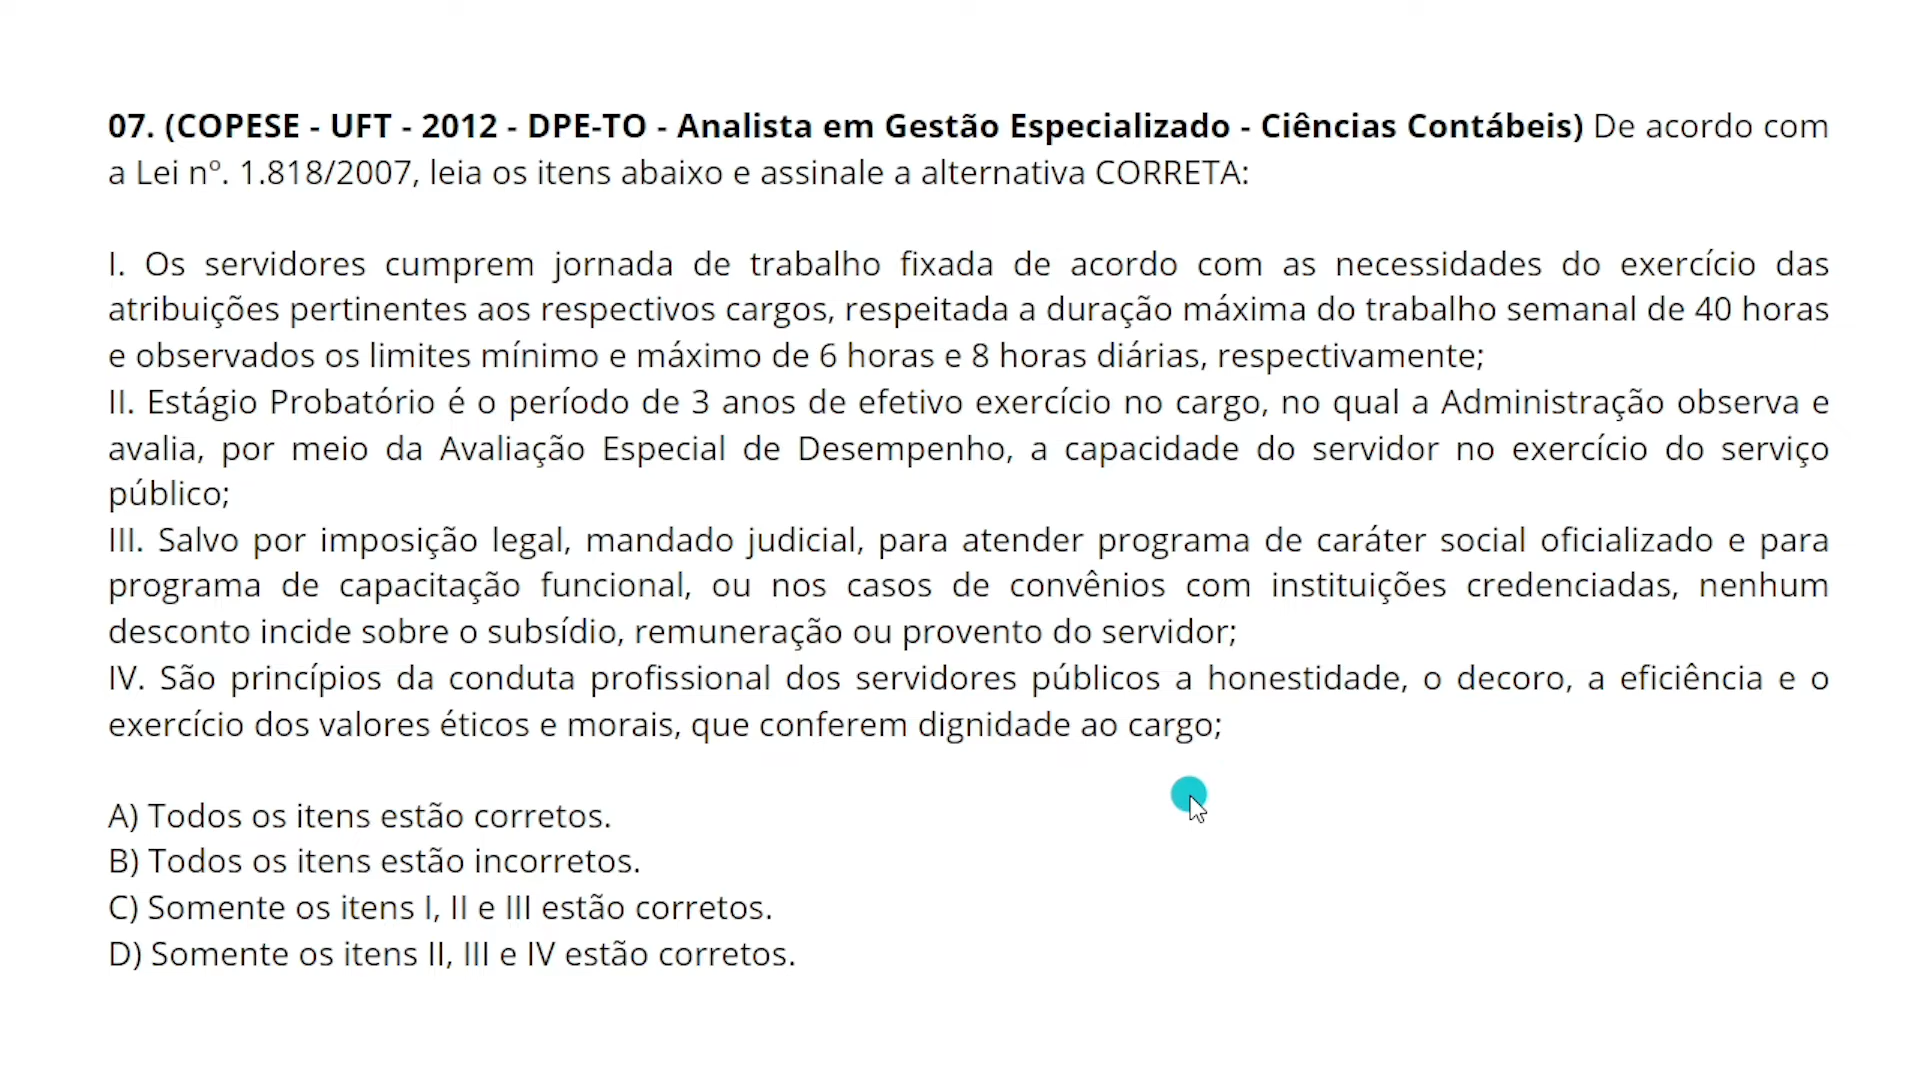 07. (COPESE - UFT - 2012 - DPE-TO - Analista em Gestão Especializado - Ciências Contábeis) De acordo com
a Lei nº. 1.818/2007, leia os itens abaixo e assinale a alternativa CORRETA:
I. Os servidores cumprem jornada de trabalho fixada de acordo com as necessidades do exercício das
atribuições pertinentes aos respectivos cargos, respeitada a duração máxima do trabalho semanal de 40 horas
e observados os limites mínimo e máximo de 6 horas e 8 horas diárias, respectivamente;
II. Estágio Probatório é o período de 3 anos de efetivo exercício no cargo, no qual a Administração observa e
avalia, por meio da Avaliação Especial de Desempenho, a capacidade do servidor no exercício do serviço
público;
III. Salvo por imposição legal, mandado judicial, para atender programa de caráter social oficializado e para
programa de capacitação funcional, ou nos casos de convênios com instituições credenciadas, nenhum
desconto incide sobre o subsídio, remuneração ou provento do servidor;
IV. São princípios da conduta profissional dos servidores públicos a honestidade, o decoro, a eficiência e o
exercício dos valores éticos e morais, que conferem dignidade ao cargo;
A) Todos os itens estão corretos.
B) Todos os itens estão incorretos.
C) Somente os itens I, II e III estão corretos.
D) Somente os itens II, III e IV estão corretos.